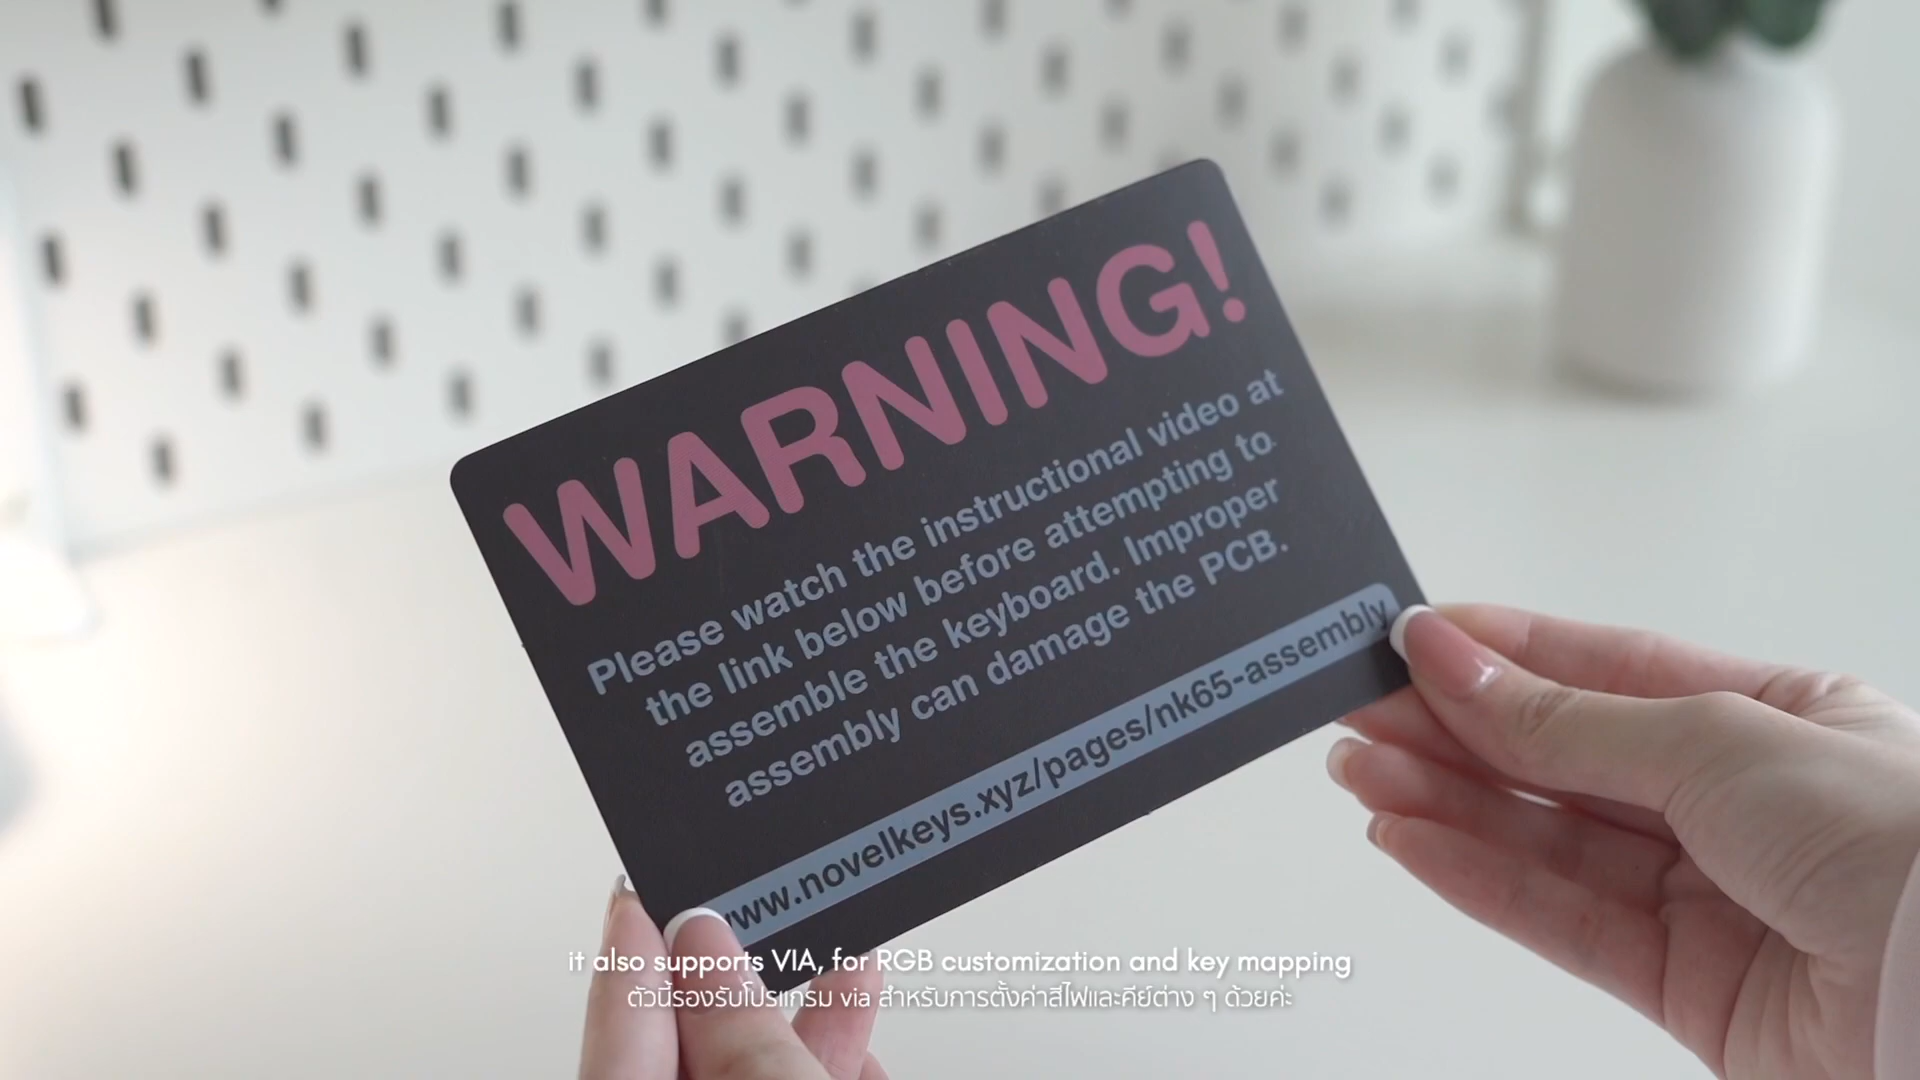 WARNING!
Please watch the instructional video at
the link below before attempting to
assemble the keyboard. Improper
assembly can damage the PCB.
www.novelkeys.xyz/pages/nk65-assembly
it also supports VIA, for RGB customization and key mapping
ตัวนี้รองรับโปรแกรม via สำหรับการตั้งค่าสีไฟและคีย์ต่าง ๆ ด้วยค่ะ